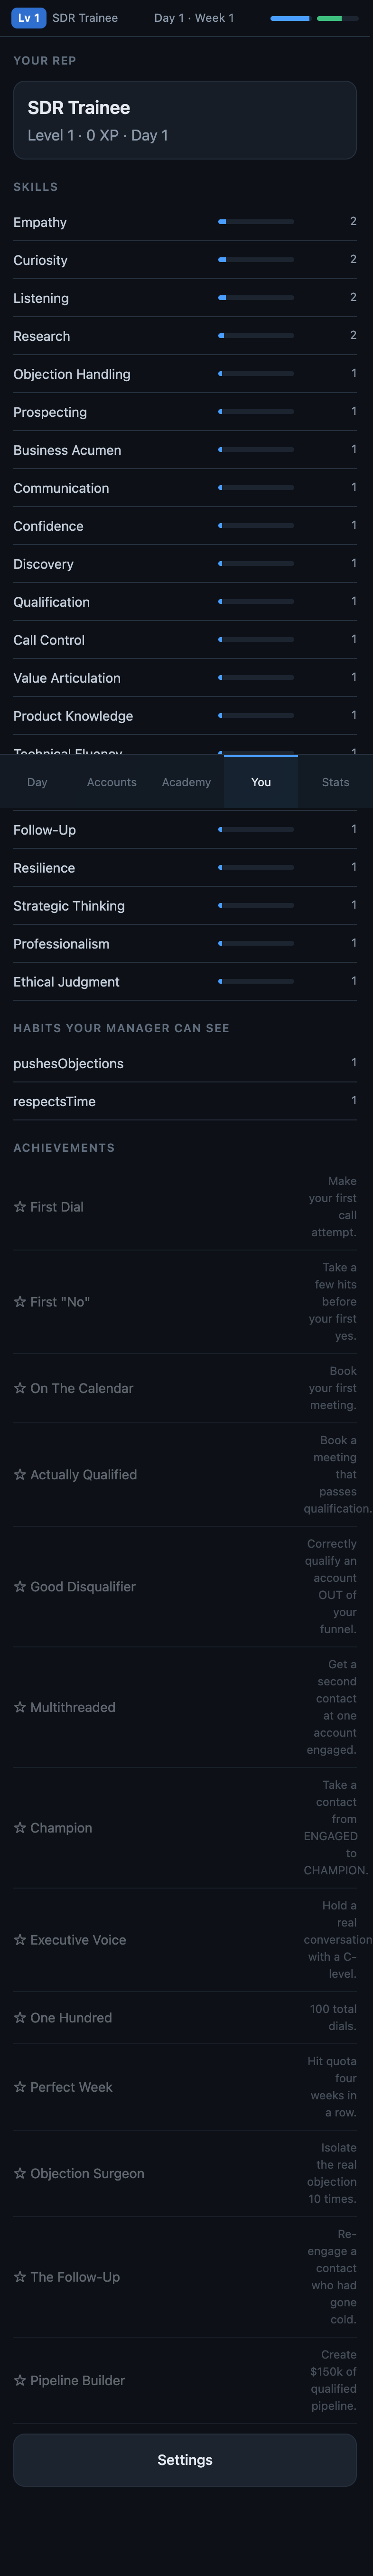 Lv 1 SDR Trainee Day 1 · Week 1
YOUR REP
SDR Trainee
Level 1 · 0 XP · Day 1
SKILLS
Empathy 2
Curiosity 2
Listening 2
Research 2
Objection Handling 1
Prospecting 1
Business Acumen 1
Communication 1
Confidence 1
Discovery 1
Qualification 1
Call Control 1
Value Articulation 1
Product Knowledge 1
Technical Fluency 1
Day Accounts Academy You Stats
Follow-Up 1
Resilience 1
Strategic Thinking 1
Professionalism 1
Ethical Judgment 1
HABITS YOUR MANAGER CAN SEE
pushesObjections 1
respectsTime 1
ACHIEVEMENTS
☆ First Dial
Make
your first
call
attempt.
☆ First "No"
Take a
few hits
before
your first
yes.
☆ On The Calendar
Book
your first
meeting.
☆ Actually Qualified
Book a
meeting
that
passes
qualification.
☆ Good Disqualifier
Correctly
qualify an
account
OUT of
your
funnel.
☆ Multithreaded
Get a
second
contact
at one
account
engaged.
☆ Champion
Take a
contact
from
ENGAGED
to
CHAMPION.
☆ Executive Voice
Hold a
real
conversation
with a C-
level.
☆ One Hundred
100 total
dials.
☆ Perfect Week
Hit quota
four
weeks in
a row.
☆ Objection Surgeon
Isolate
the real
objection
10 times.
☆ The Follow-Up
Re-
engage a
contact
who had
gone
cold.
☆ Pipeline Builder
Create
$150k of
qualified
pipeline.
Settings